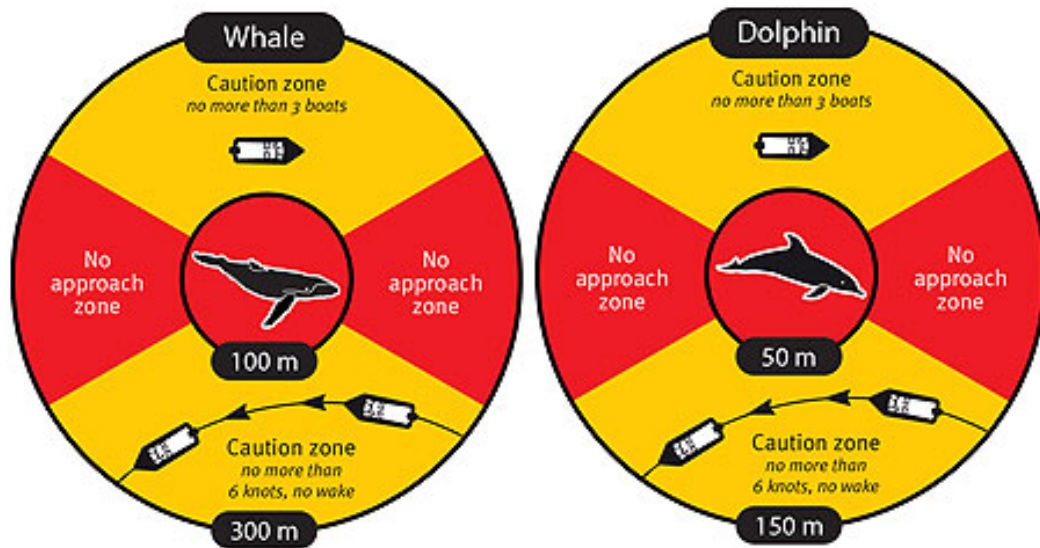 Whale
Caution zone
no more than 3 boats
No
approach
zone
No
approach
zone
100 m
Caution zone
no more than
6 knots, no wake
300 m
Dolphin
Caution zone
no more than 3 boats
No
approach
zone
No
approach
zone
50 m
Caution zone
no more than
6 knots, no wake
150 m